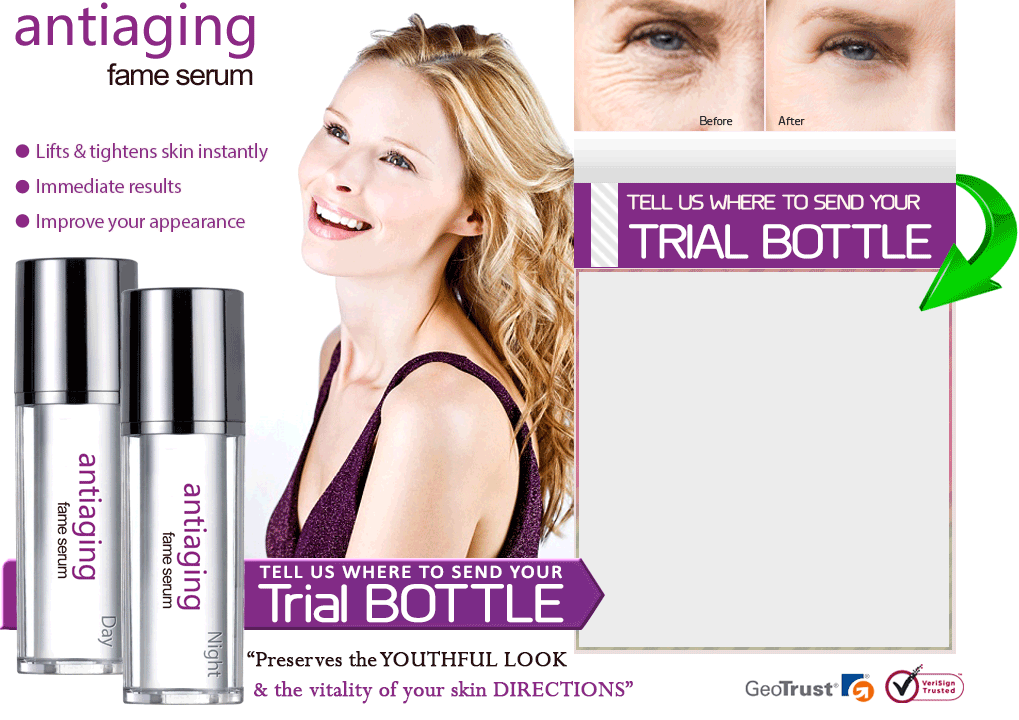 antiaging
fame serum
Lifts & tightens skin instantly
Immediate results
Improve your appearance
Before
After
TELL US WHERE TO SEND YOUR
TRIAL BOTTLE
antiaging
fame serum
Day
antiaging
fame serum
Night
TELL US WHERE TO SEND YOUR
Trial BOTTLE
“Preserves the YOUTHFUL LOOK
& the vitality of your skin DIRECTIONS”
GeoTrust®
VeriSign
Trusted